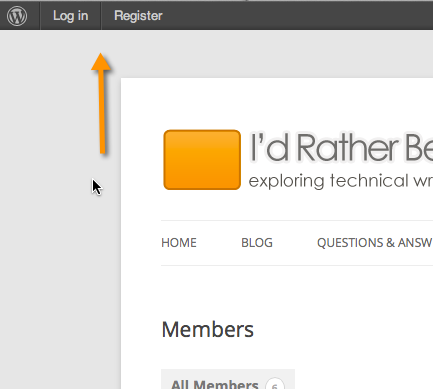 Log in Register
I'd Rather Be
exploring technical wr
HOME BLOG QUESTIONS & ANSW
Members
All Members 6